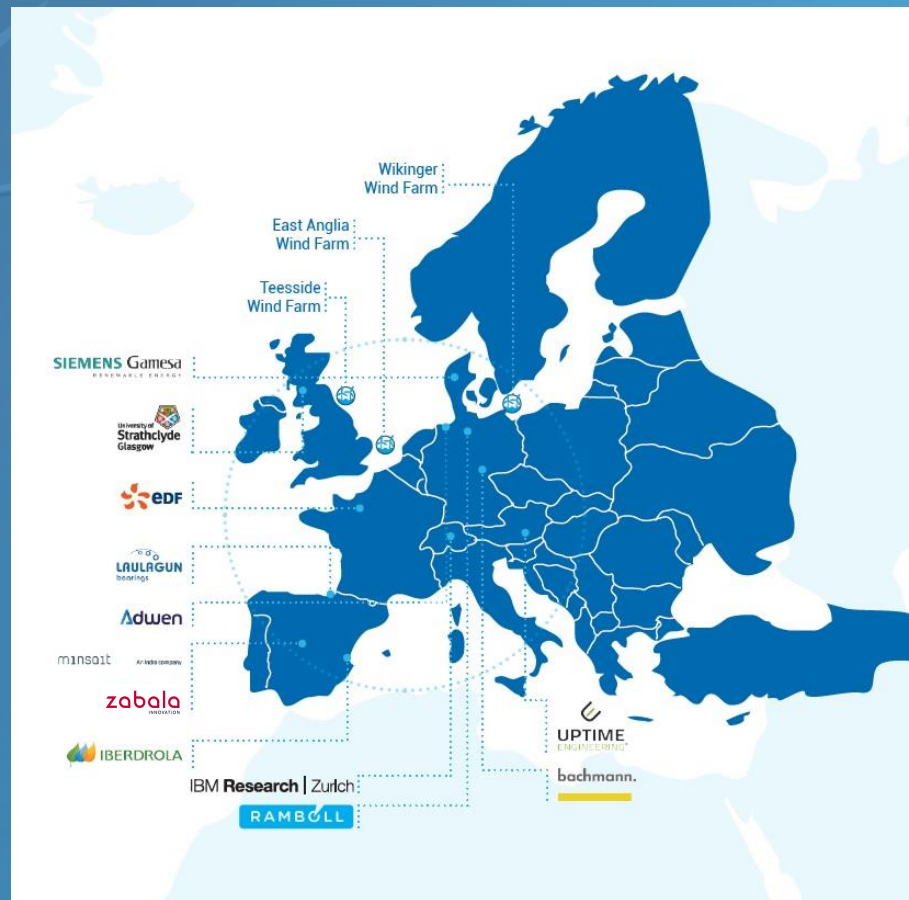 Wikinger
Wind Farm
East Anglia
Wind Farm
Teesside
Wind Farm
SIEMENS Gamesa
RENEWABLE ENERGY
University of
Strathclyde
Glasgow
eDF
LAULAGUN
bearings
Adwen
minsait An Indra company
zabala
INNOVATION
IBERDROLA
IBM Research | Zurich
RAMBOLL
UPTIME
ENGINEERING
bachmann.